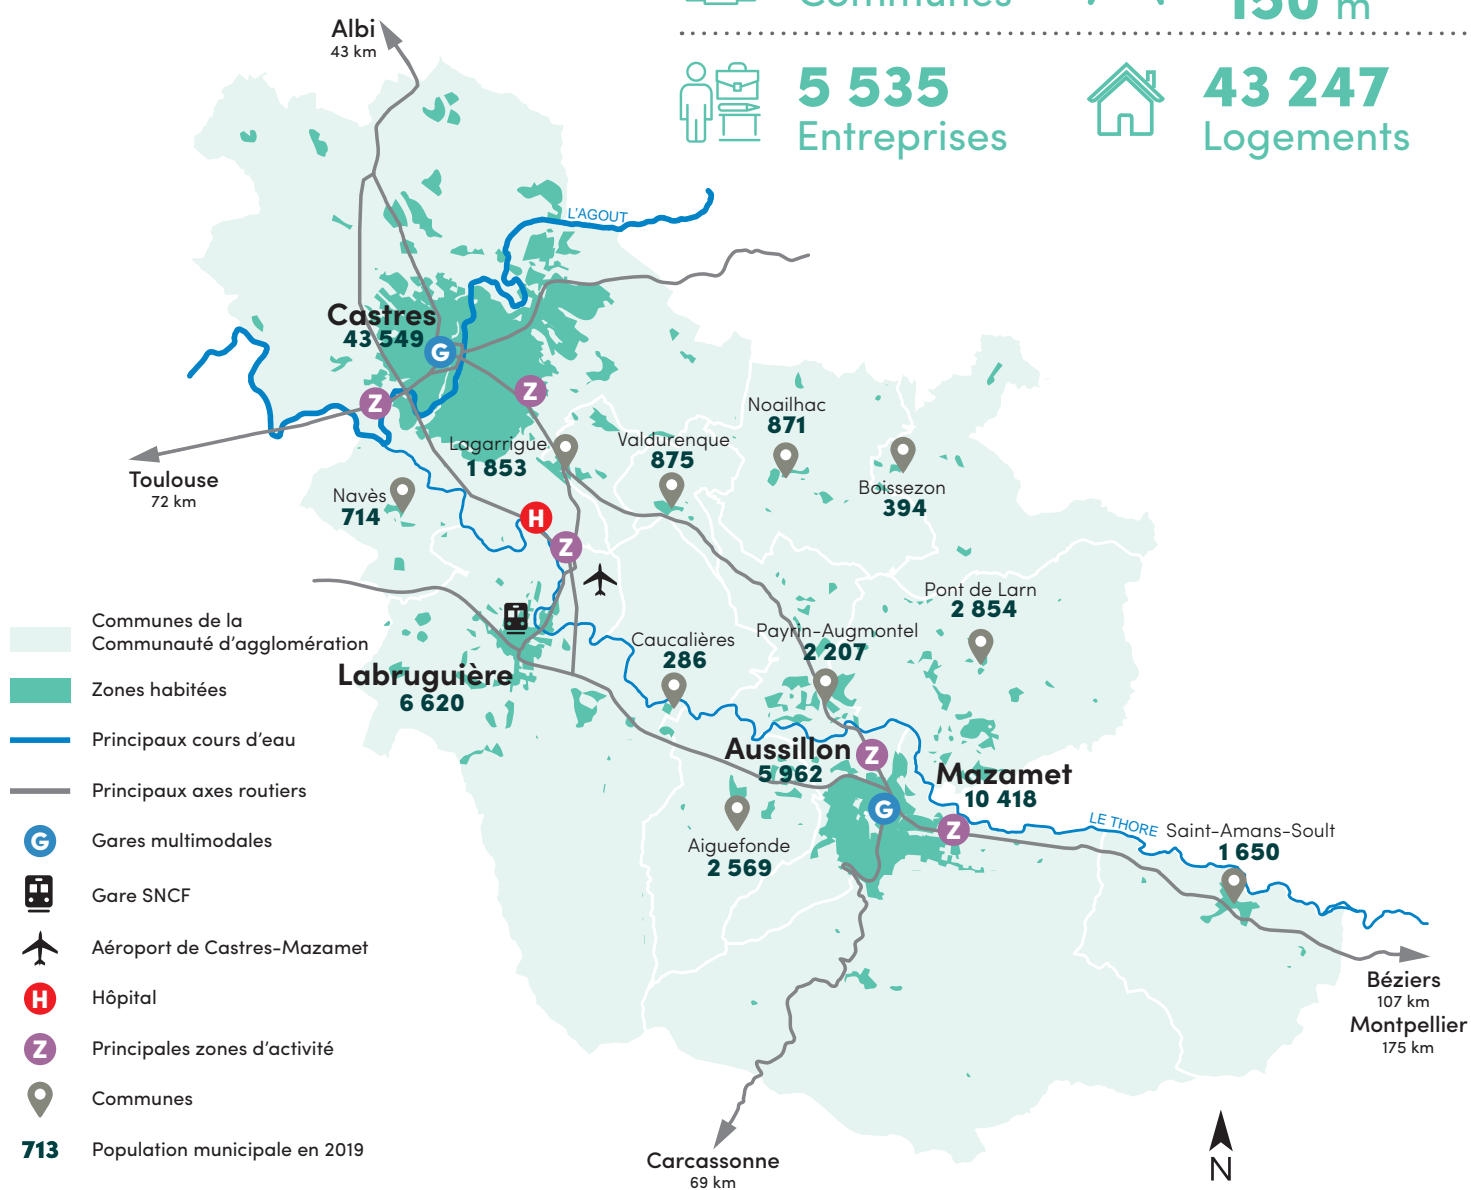 Communes
150 m
5 535
Entreprises
43 247
Logements
Albi
43 km
L'AGOUT
Castres
43 549
G
Z
Z
Toulouse
72 km
Lagarrigue
1 853
Valdurenque
875
Noailhac
871
Boissezon
394
Navès
714
H
Z
Pont de Larn
2 854
Caucalières
286
Payrin-Augmontel
2 207
Labruguière
6 620
Aussillon
5 962
Z
Mazamet
10 418
G
Z
LE THORE
Saint-Amans-Soult
1 650
Aiguefonde
2 569
Béziers
107 km
Montpellier
175 km
Carcassonne
69 km
N
Communes de la
Communauté d'agglomération
Zones habitées
Principaux cours d'eau
Principaux axes routiers
G Gares multimodales
Gare SNCF
Aéroport de Castres-Mazamet
H Hôpital
Z Principales zones d'activité
Communes
713 Population municipale en 2019